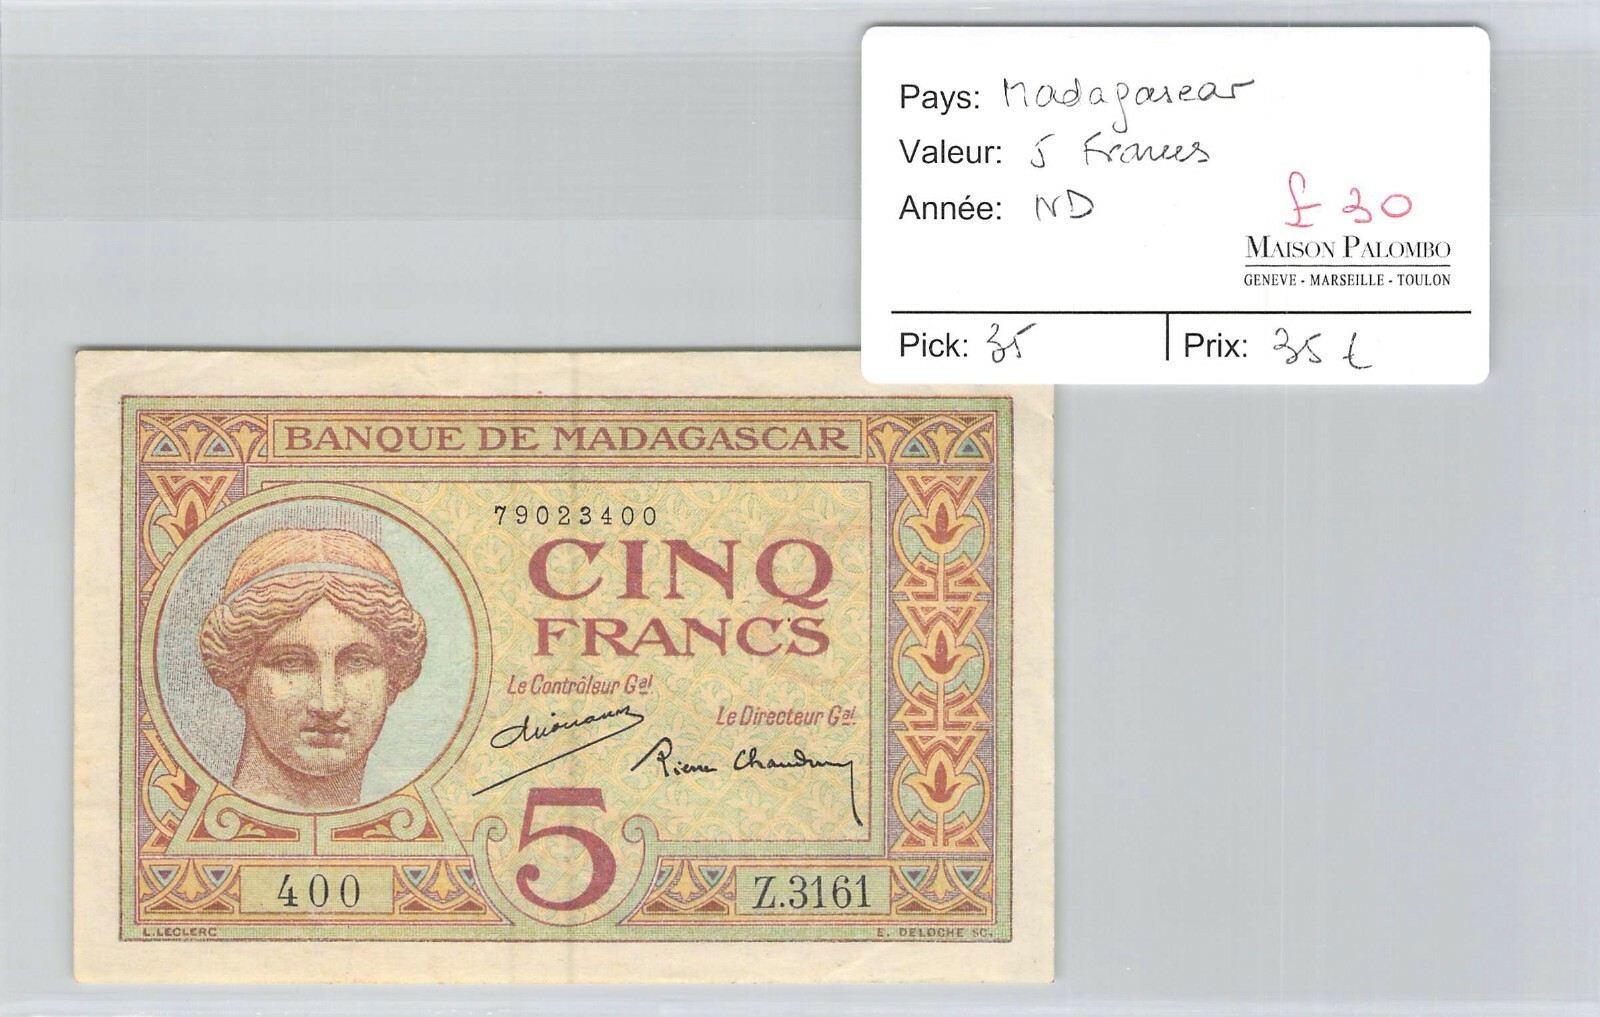 Pays: Madagascar
Valeur: 5 Francs
Année: ND
£ 30
MAISON PALOMBO
GENEVE - MARSEILLE - TOULON
Pick: 35
Prix: 35 €
BANQUE DE MADAGASCAR
79023400
CINQ
FRANCS
Le Contrôleur Gal.
Le Directeur Gal.
Pierre
5
400
Z.3161
L.LECLERC
E. DELOCHE SC.